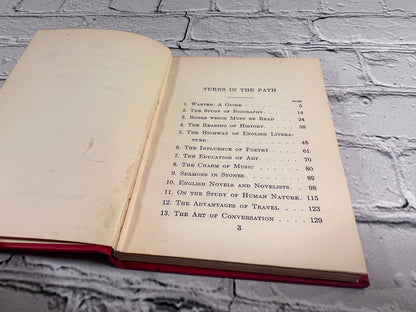 TURNS IN THE PATH
PAGE
1. WANTED: A GUIDE . . . . . . 5
2. THE STUDY OF BIOGRAPHY. . . . 14
3. BOOKS WHICH MUST BE READ . . 24
4. THE READING OF HISTORY. . . . 38
5. THE HIGHWAY OF ENGLISH LITERA-
TURE . . . . . . . . . 48
6. THE INFLUENCE OF POETRY . . . 61
7. THE EDUCATION OF ART . . . . 70
8. THE CHARM OF MUSIC . . . . . 80
9. SERMONS IN STONES . . . . . 89
10. ENGLISH NOVELS AND NOVELISTS. . 98
11. ON THE STUDY OF HUMAN NATURE. 115
12. THE ADVANTAGES OF TRAVEL . . . 123
13. THE ART OF CONVERSATION . . . 129
3